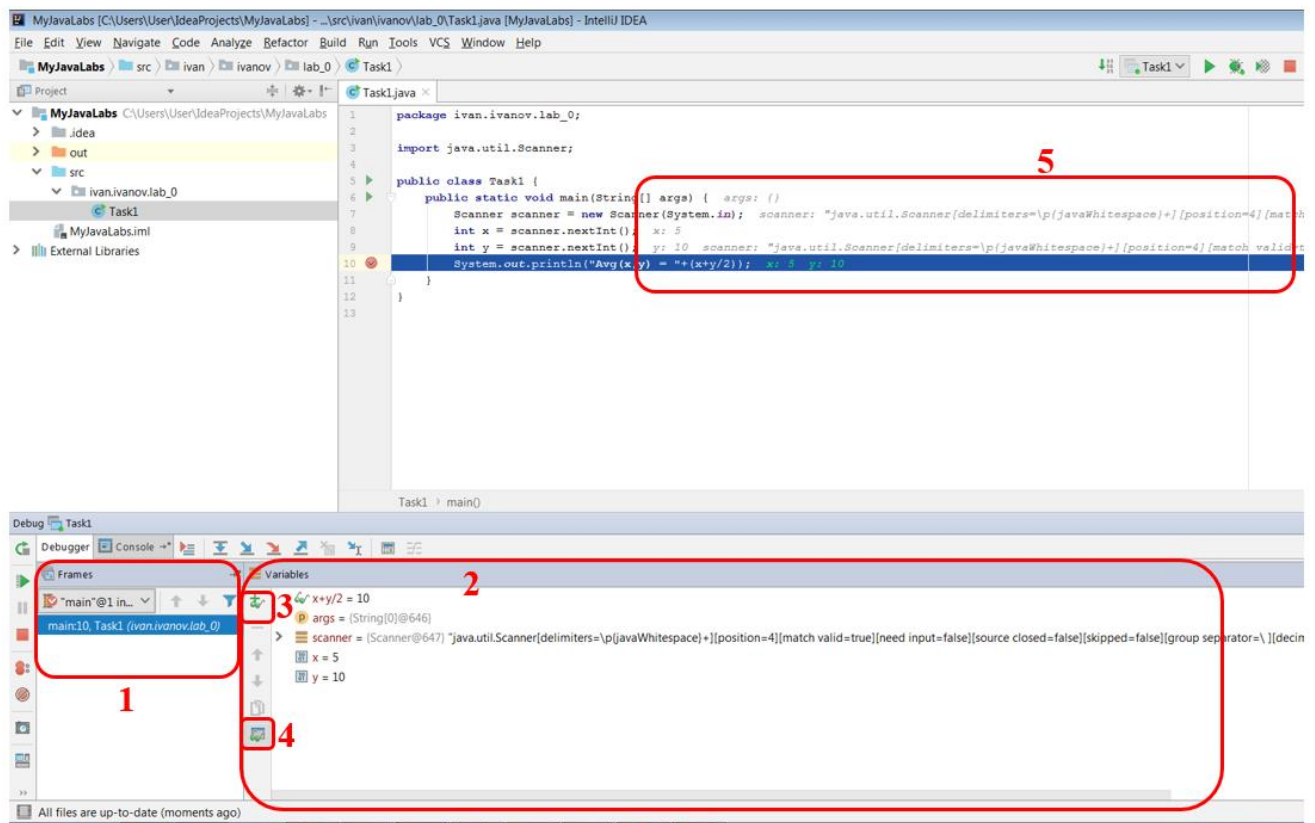 MyJavaLabs [C:\Users\User\IdeaProjects\MyJavaLabs] - ...\src\ivan\ivanov\lab_0\Task1.java [MyJavaLabs] - IntelliJ IDEA
File Edit View Navigate Code Analyze Refactor Build Run Tools VCS Window Help
MyJavaLabs src ivan ivanov lab_0 Task1
Task1
Project
Task1.java
MyJavaLabs C:\Users\User\IdeaProjects\MyJavaLabs
.idea
out
src
ivan.ivanov.lab_0
Task1
MyJavaLabs.iml
External Libraries
1 package ivan.ivanov.lab_0;
2
3 import java.util.Scanner;
4
5 public class Task1 {
6 public static void main(String[] args) { args: {}
7 Scanner scanner = new Scanner(System.in); scanner: "java.util.Scanner[delimiters=\p{javaWhitespace}+][position=4][match
8 int x = scanner.nextInt(); x: 5
9 int y = scanner.nextInt(); y: 10 scanner: "java.util.Scanner[delimiters=\p{javaWhitespace}+][position=4][match valid=t
10 System.out.println("Avg(x,y) = "+(x+y/2)); x: 5 y: 10
11 }
12 }
13
5
Task1 main()
Debug Task1
Debugger Console
Frames
Variables
2
"main"@1 in...
main:10, Task1 (ivan.ivanov.lab_0)
1
3
4
x+y/2 = 10
args = {String[0]@646}
scanner = {Scanner@647} "java.util.Scanner[delimiters=\p{javaWhitespace}+][position=4][match valid=true][need input=false][source closed=false][skipped=false][group separator=\ ][decim
x = 5
y = 10
All files are up-to-date (moments ago)